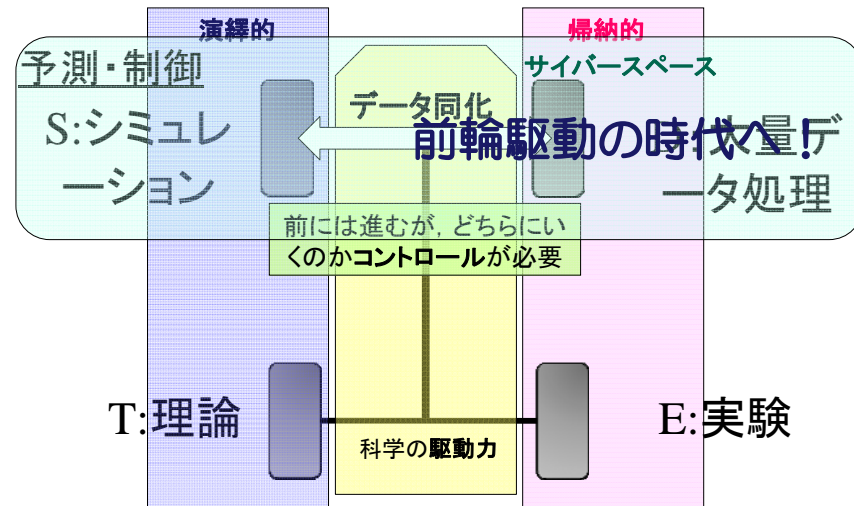 演繹的
帰納的
サイバースペース
予測・制御
データ同化
S:シミュレ
ーション
前輪駆動の時代へ！
大量デ
ータ処理
前には進むが，どちらにい
くのかコントロールが必要
T:理論
E:実験
科学の駆動力